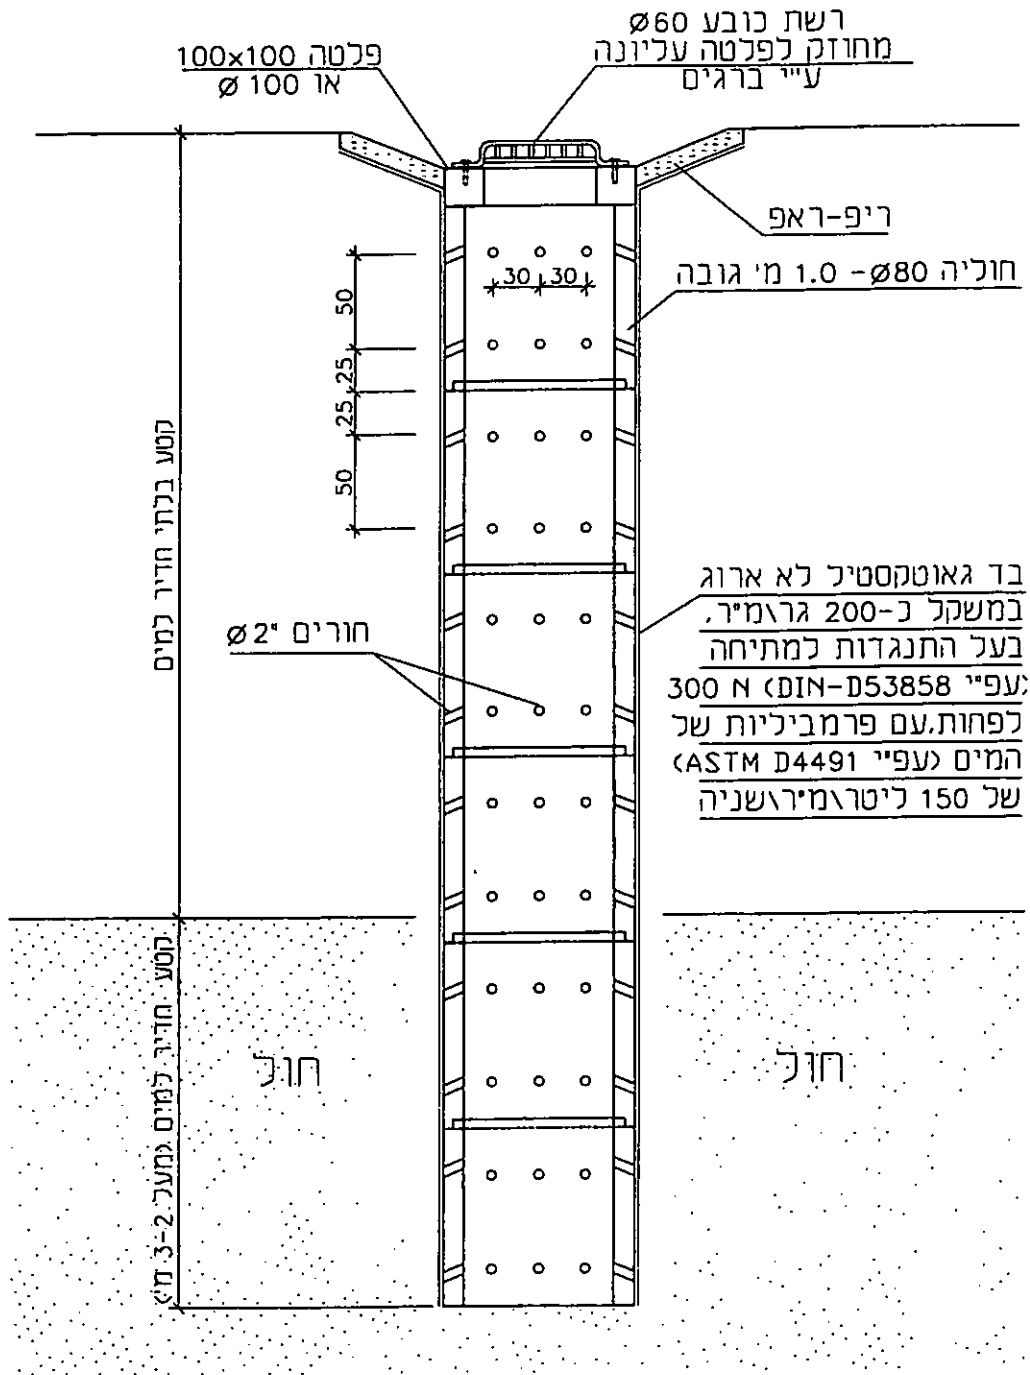 רשת כובע Ø60
מחוזק לפלטה עליונה
ע"י ברגים
פלטה 100x100
או Ø 100
ריפ-ראפ
חוליה Ø80 - 1.0 מ' גובה
30 30
50
25
25
50
קטע בלתי חדיר למים
חורים Ø 2"
בד גאוטקסטיל לא ארוג
במשקל כ-200 גר\מ"ר,
בעל התנגדות למתיחה
300 N (DIN-D53858 עפ"י)
לפחות,עם פרמביליות של
המים (עפ"י ASTM D4491)
של 150 ליטר\מ"ר\שניה
קטע חדיר למים (מעל 3-2 מ')
חול
חול